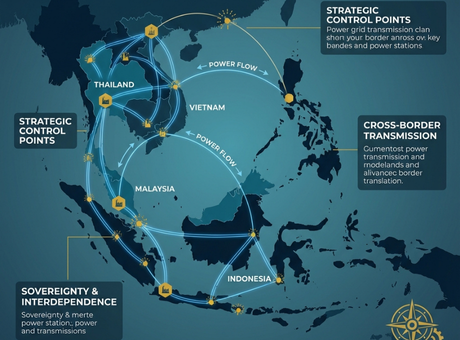 STRATEGIC
CONTROL POINTS
Power grid transmission clan
shon your border anross ov. key
bandes and power stations
POWER FLOW
THAILAND
VIETNAM
STRATEGIC
CONTROL
POINTS
POWER FLOW
CROSS-BORDER
TRANSMISSION
Gumentost power
transmission and
modelands and
alivanced border
translation.
MALAYSIA
INDONESIA
SOVERIGNTY &
INTERDEPENDENCE
Sovereignty & merte
power station, power
and transmissions